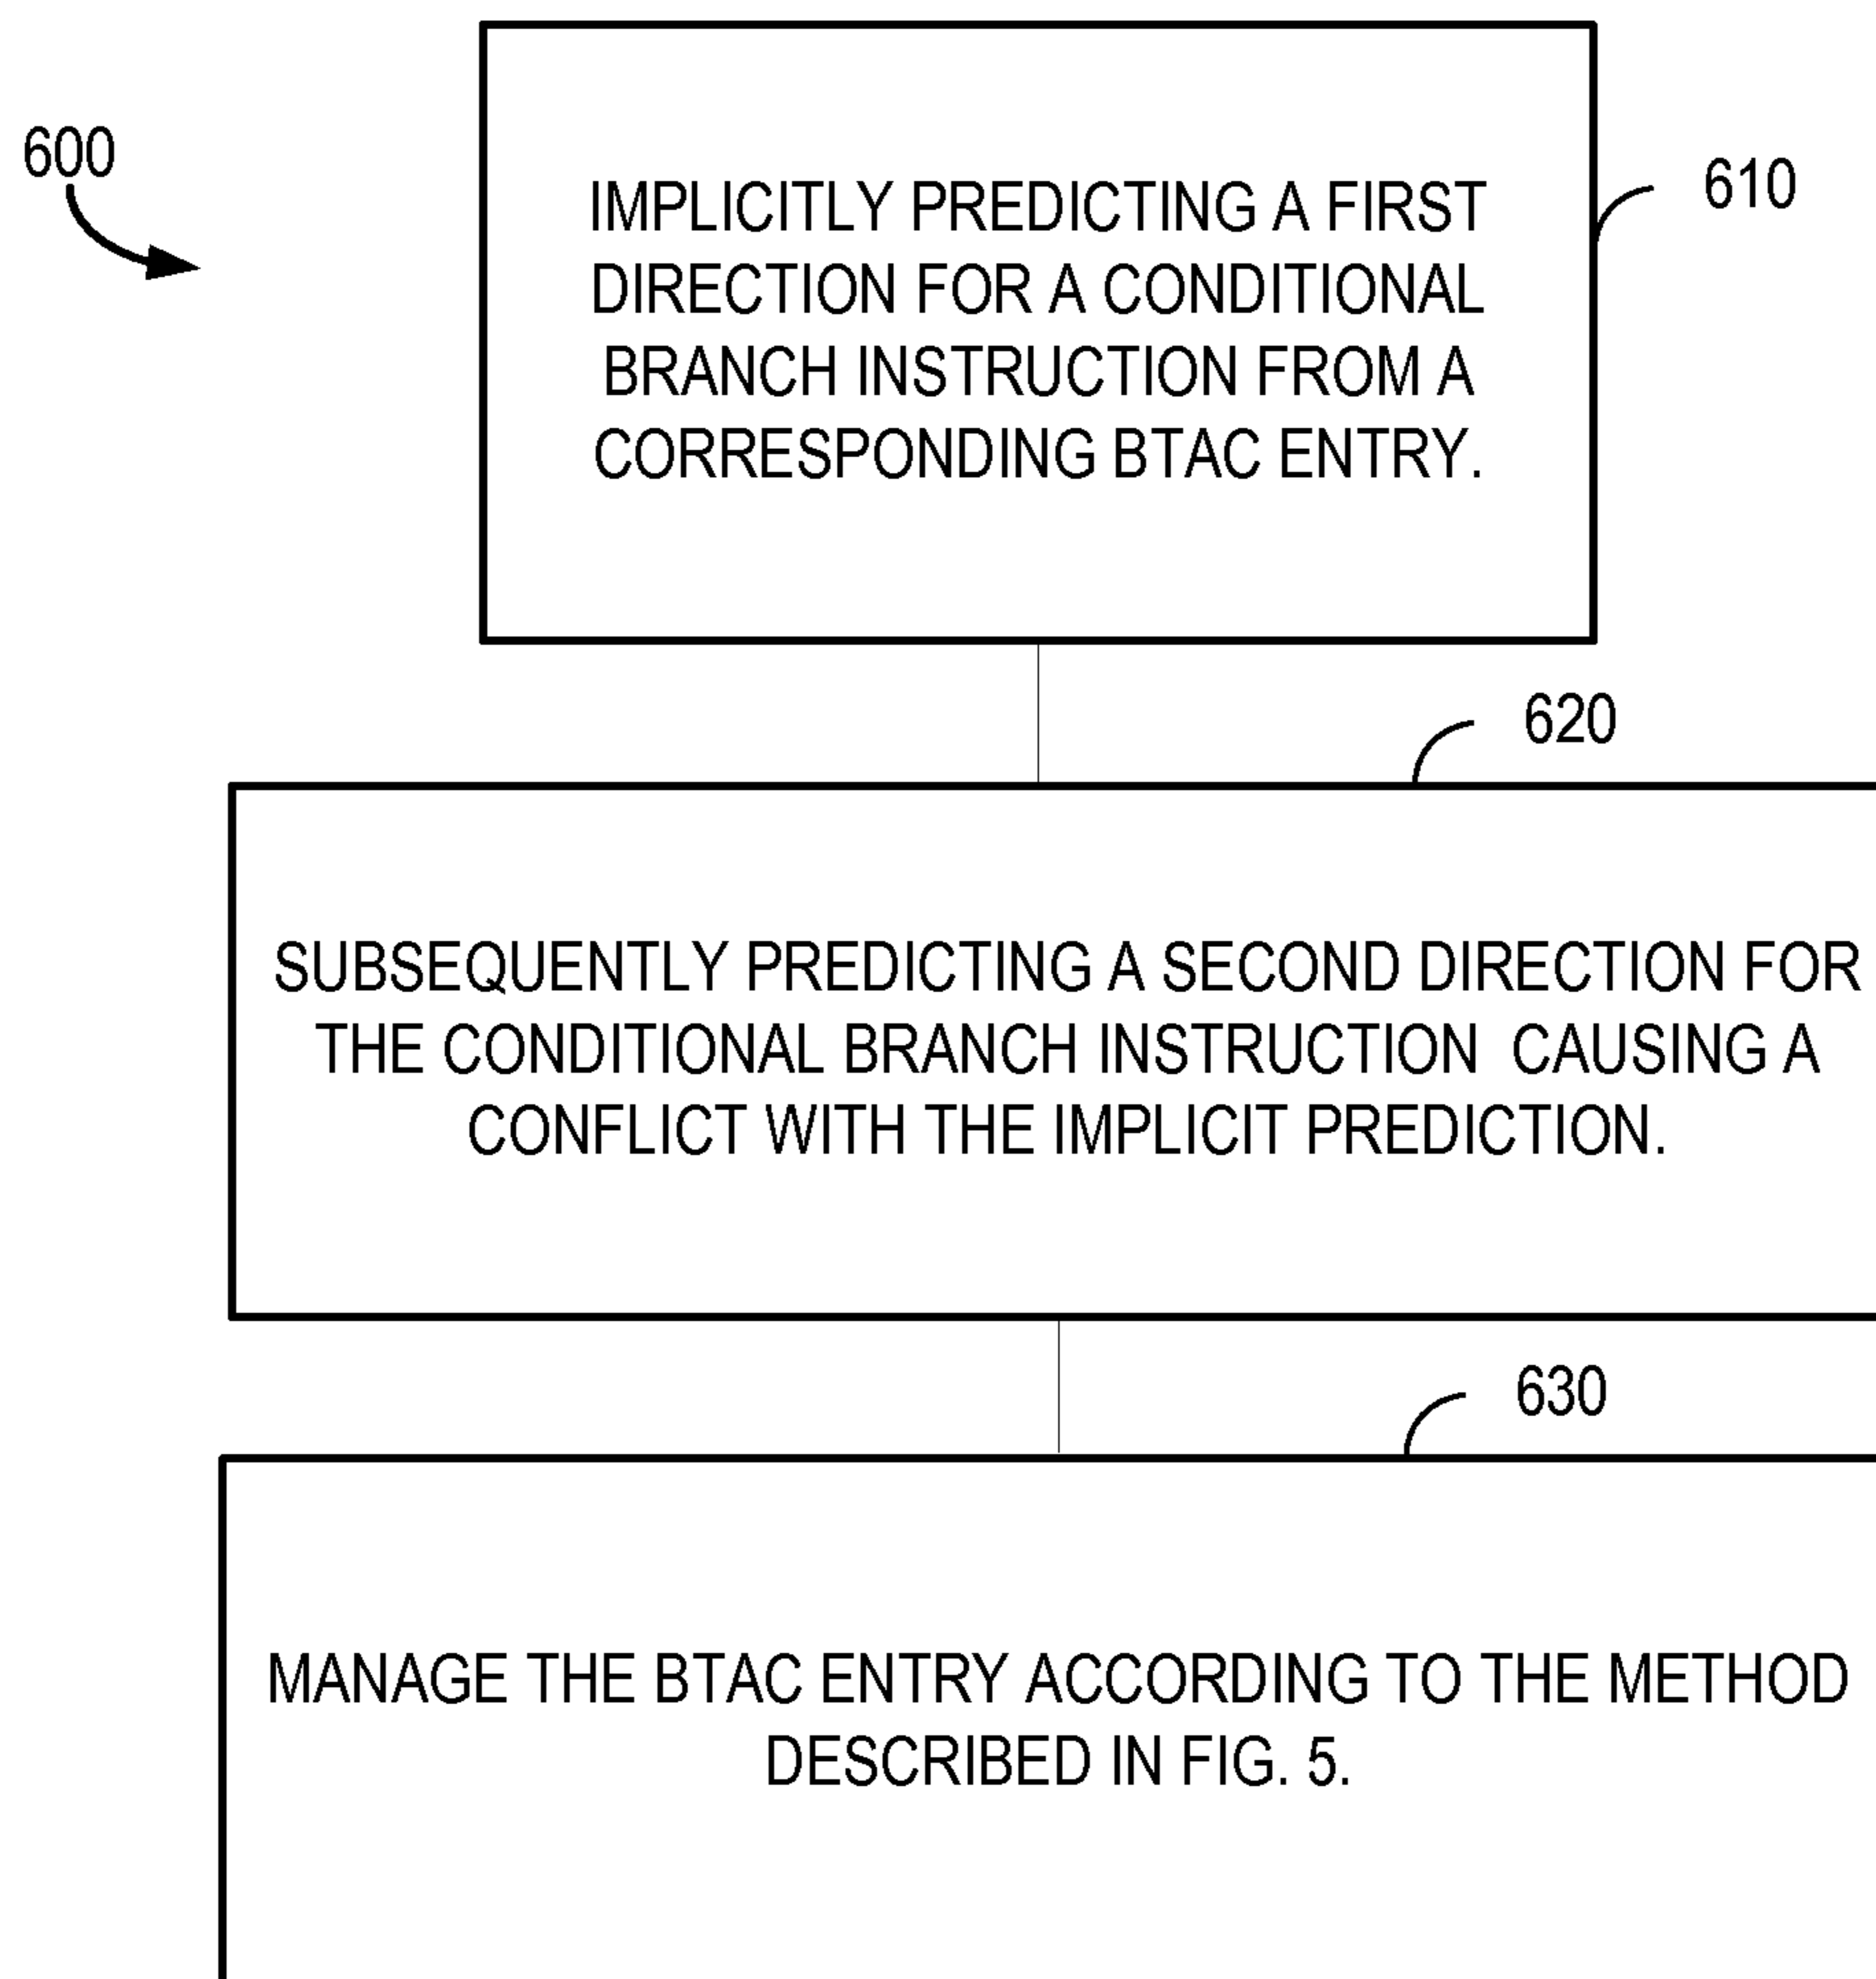 600
610
IMPLICITLY PREDICTING A FIRST
DIRECTION FOR A CONDITIONAL
BRANCH INSTRUCTION FROM A
CORRESPONDING BTAC ENTRY.
620
SUBSEQUENTLY PREDICTING A SECOND DIRECTION FOR
THE CONDITIONAL BRANCH INSTRUCTION CAUSING A
CONFLICT WITH THE IMPLICIT PREDICTION.
630
MANAGE THE BTAC ENTRY ACCORDING TO THE METHOD
DESCRIBED IN FIG. 5.